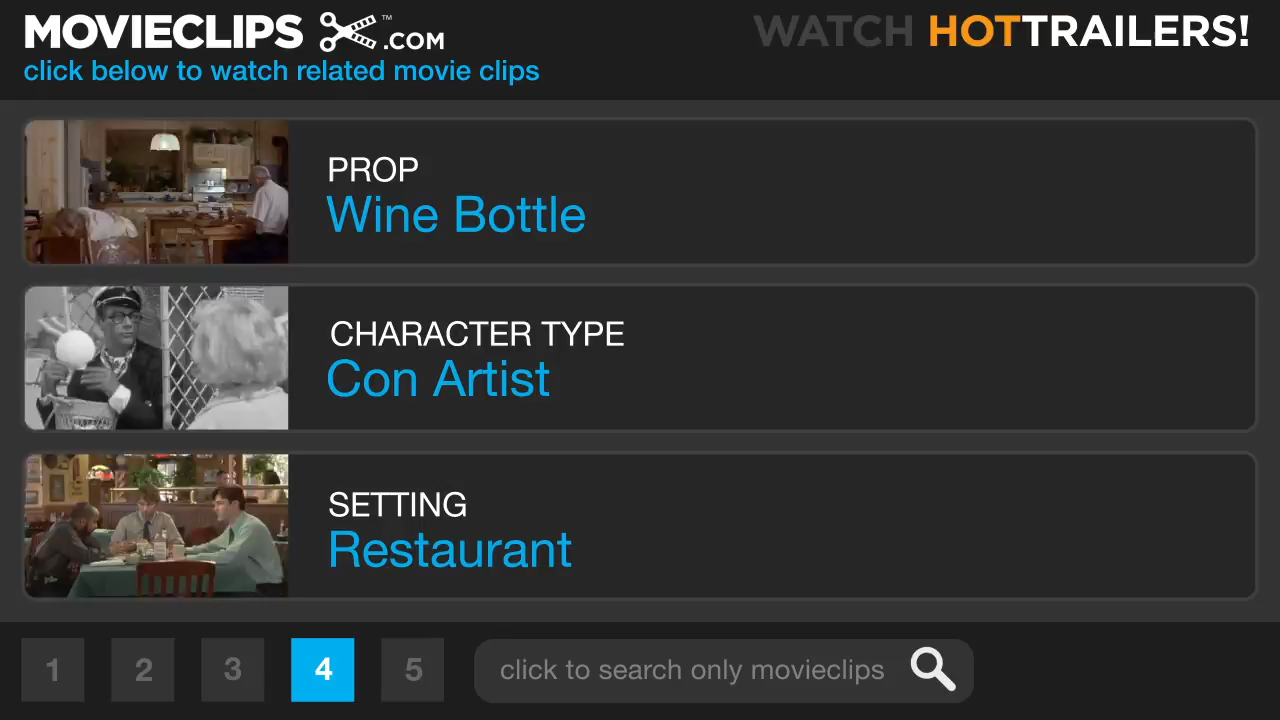 MOVIECLIPS ™ .COM
WATCH HOTTRAILERS!
click below to watch related movie clips
PROP
Wine Bottle
CHARACTER TYPE
Con Artist
SETTING
Restaurant
1 2 3 4 5 click to search only movieclips